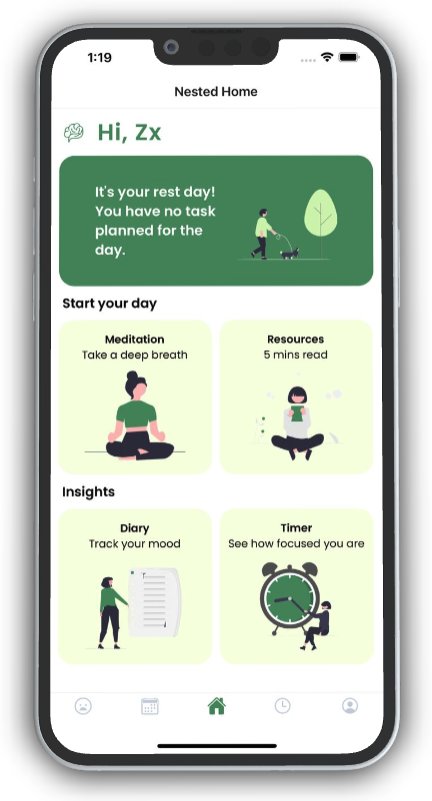 1:19
Nested Home
Hi, Zx
It's your rest day!
You have no task
planned for the
day.
Start your day
Meditation
Take a deep breath
Resources
5 mins read
Insights
Diary
Track your mood
Timer
See how focused you are